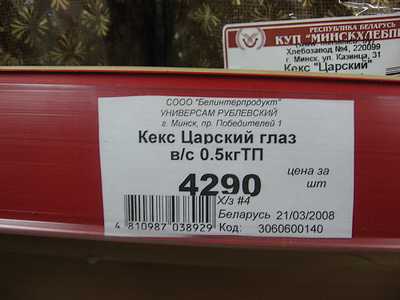 РЕСПУБЛИКА БЕЛАРУСЬ
КУП "МИНСКХЛЕБПР
Хлебозавод №4, 220099
г. Минск, ул. Казинца, 31
Кекс "Царский"
СООО "Белинтерпродукт"
УНИВЕРСАМ РУБЛЕВСКИЙ
г. Минск, пр. Победителей 1
Кекс Царский глаз
в/с 0.5кгТП
4290 цена за
шт
Х/з #4
Беларусь 21/03/2008
4 810987 038929 Код: 3060600140